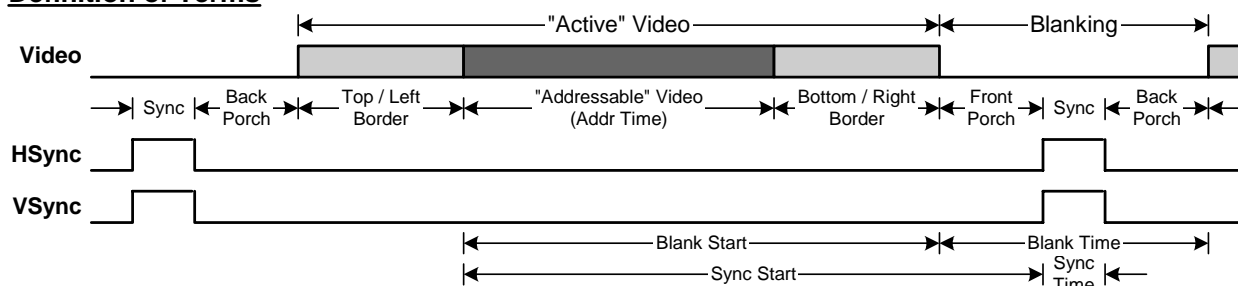 Definition of Terms
"Active" Video
Blanking
Video
Sync
Back
Porch
Top / Left
Border
"Addressable" Video
(Addr Time)
Bottom / Right
Border
Front
Porch
Sync
Back
Porch
HSync
VSync
Blank Start
Blank Time
Sync Start
Sync
Time